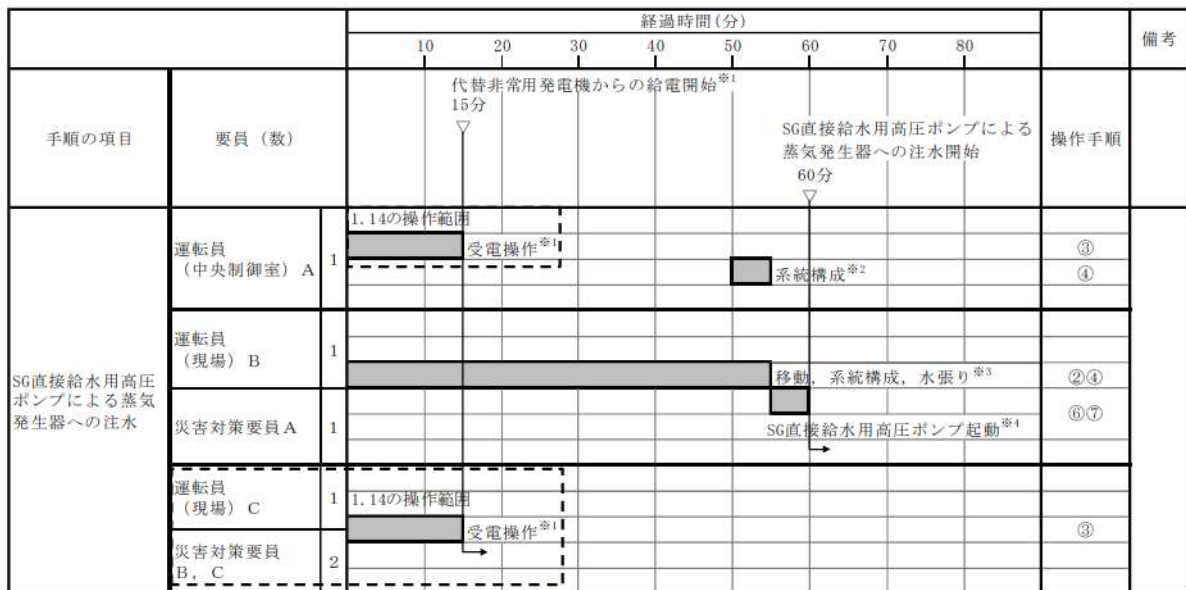 経過時間(分)
備考
10 20 30 40 50 60 70 80
手順の項目
要員（数）
操作手順
代替非常用発電機からの給電開始※1
15分
▽
SG直接給水用高圧ポンプによる
蒸気発生器への注水開始
60分
▽
SG直接給水用高圧
ポンプによる蒸気
発生器への注水
運転員
（中央制御室）A
1
1.14の操作範囲
受電操作※1
③
系統構成※2
④
運転員
（現場）B
1
移動，系統構成，水張り※3
②④
災害対策要員A
1
⑥⑦
SG直接給水用高圧ポンプ起動※4
運転員
（現場）C
1
1.14の操作範囲
受電操作※1
③
災害対策要員
B，C
2